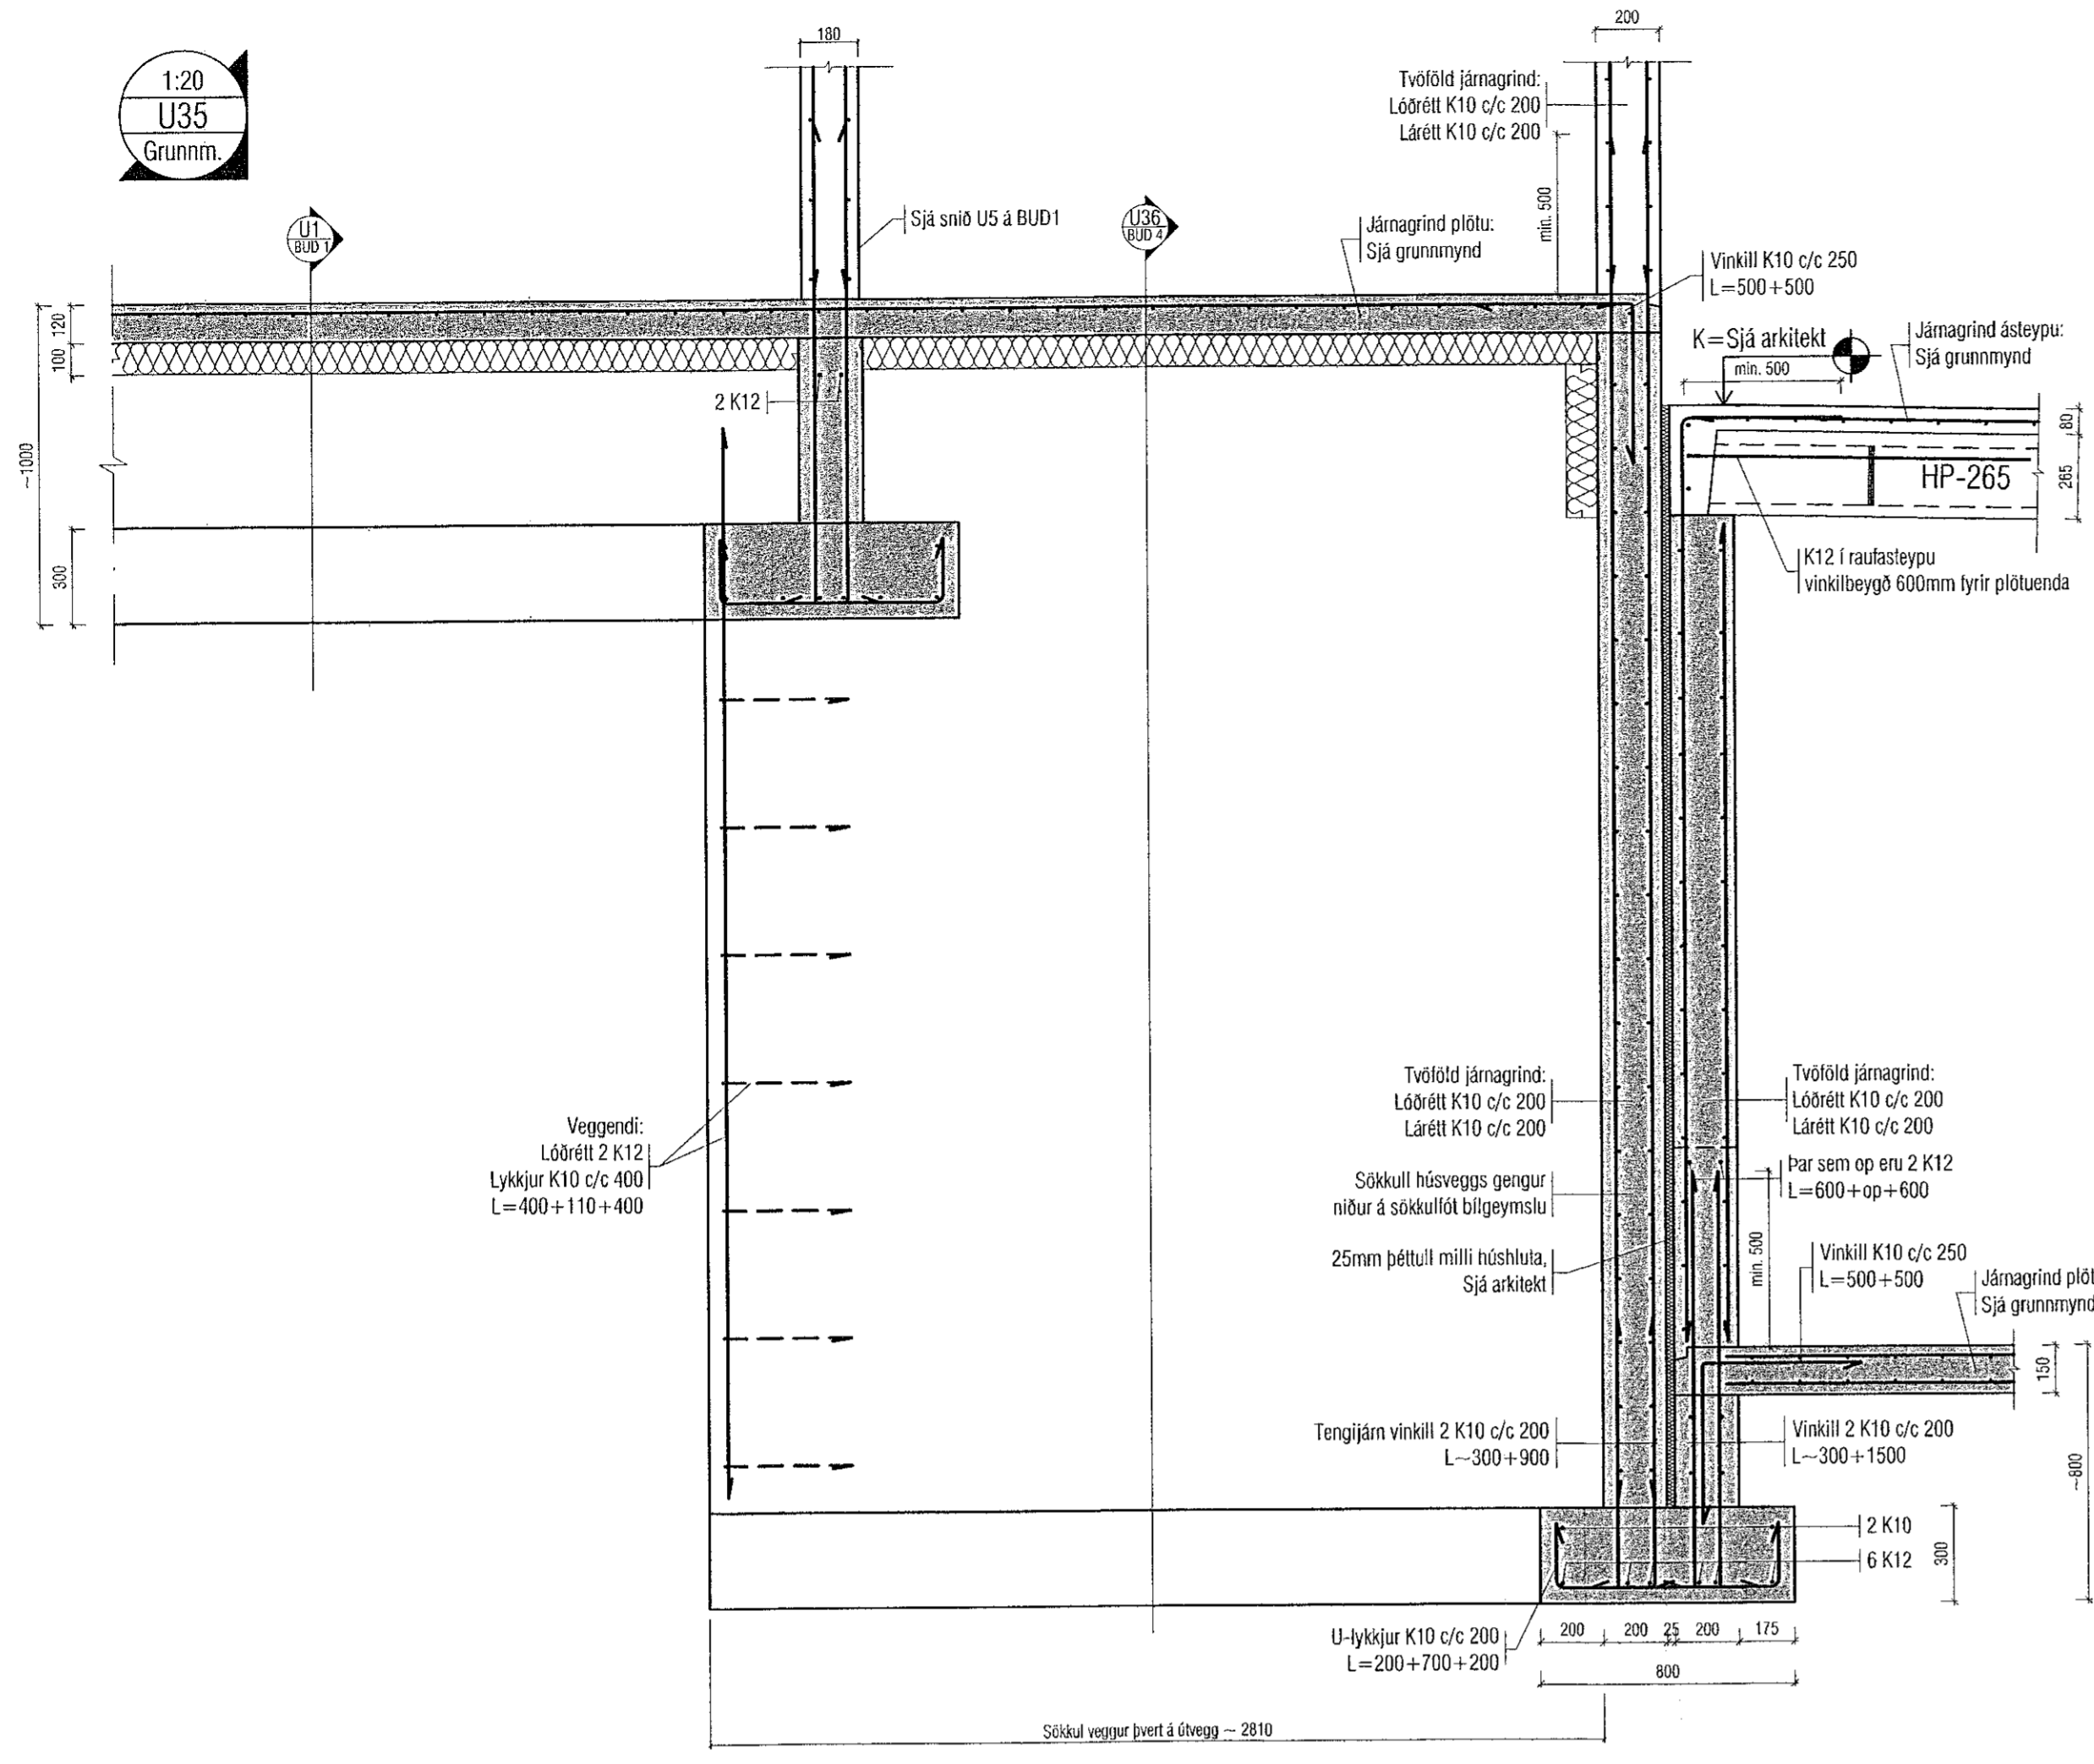 1:20
U35
Grunnm.
180
200
Tvöföld járnagrind:
Lóðrétt K10 c/c 200
Lárétt K10 c/c 200
min. 500
U1
BUD 1
Sjá snið U5 á BUD1
U36
BUD 4
Járnagrind plötu:
Sjá grunnmynd
Vinkill K10 c/c 250
L=500+500
K=Sjá arkitekt
min. 500
Járnagrind ásteypu:
Sjá grunnmynd
120
100
~1000
300
2 K12
80
265
HP-265
K12 í raufasteypu
vinkilbeygð 600mm fyrir plötuenda
Veggendi:
Lóðrétt 2 K12
Lykkjur K10 c/c 400
L=400+110+400
Tvöföld járnagrind:
Lóðrétt K10 c/c 200
Lárétt K10 c/c 200
Tvöföld járnagrind:
Lóðrétt K10 c/c 200
Lárétt K10 c/c 200
Sökkull húsveggs gengur
niður á sökkulfót bílgeymslu
Þar sem op eru 2 K12
L=600+op+600
25mm þéttull milli húshluta,
Sjá arkitekt
min. 500
Vinkill K10 c/c 250
L=500+500
Járnagrind plöt
Sjá grunnmynd
150
~800
Tengijárn vinkill 2 K10 c/c 200
L~300+900
Vinkill 2 K10 c/c 200
L~300+1500
2 K10
6 K12
300
U-lykkjur K10 c/c 200
L=200+700+200
200 200 25 200 175
800
Sökkul veggur þvert á útvegg ~ 2810